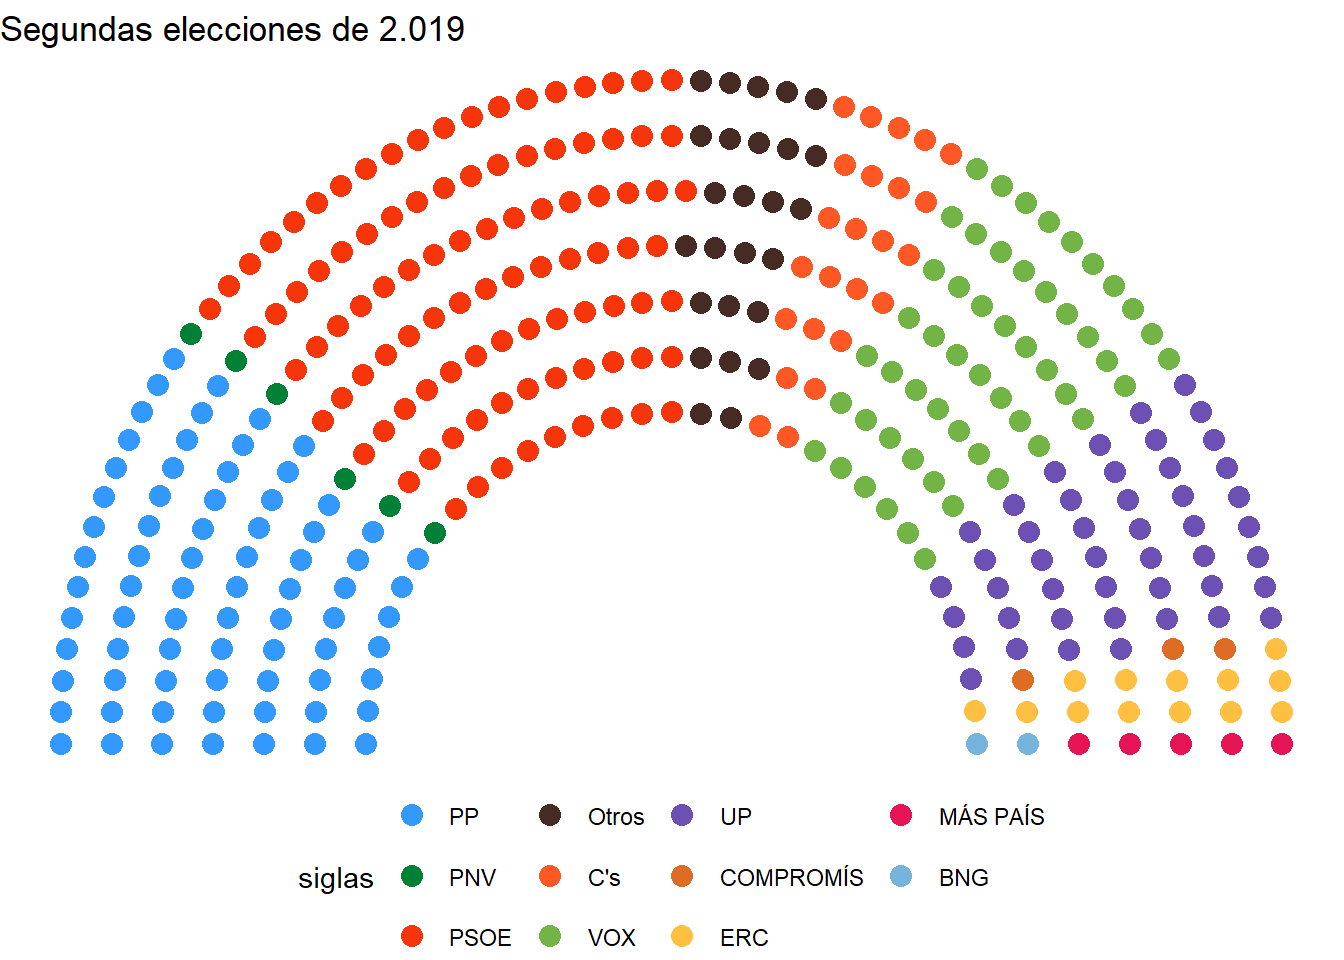 Segundas elecciones de 2.019
PP Otros UP MÁS PAÍS
siglas PNV C's COMPROMÍS BNG
PSOE VOX ERC